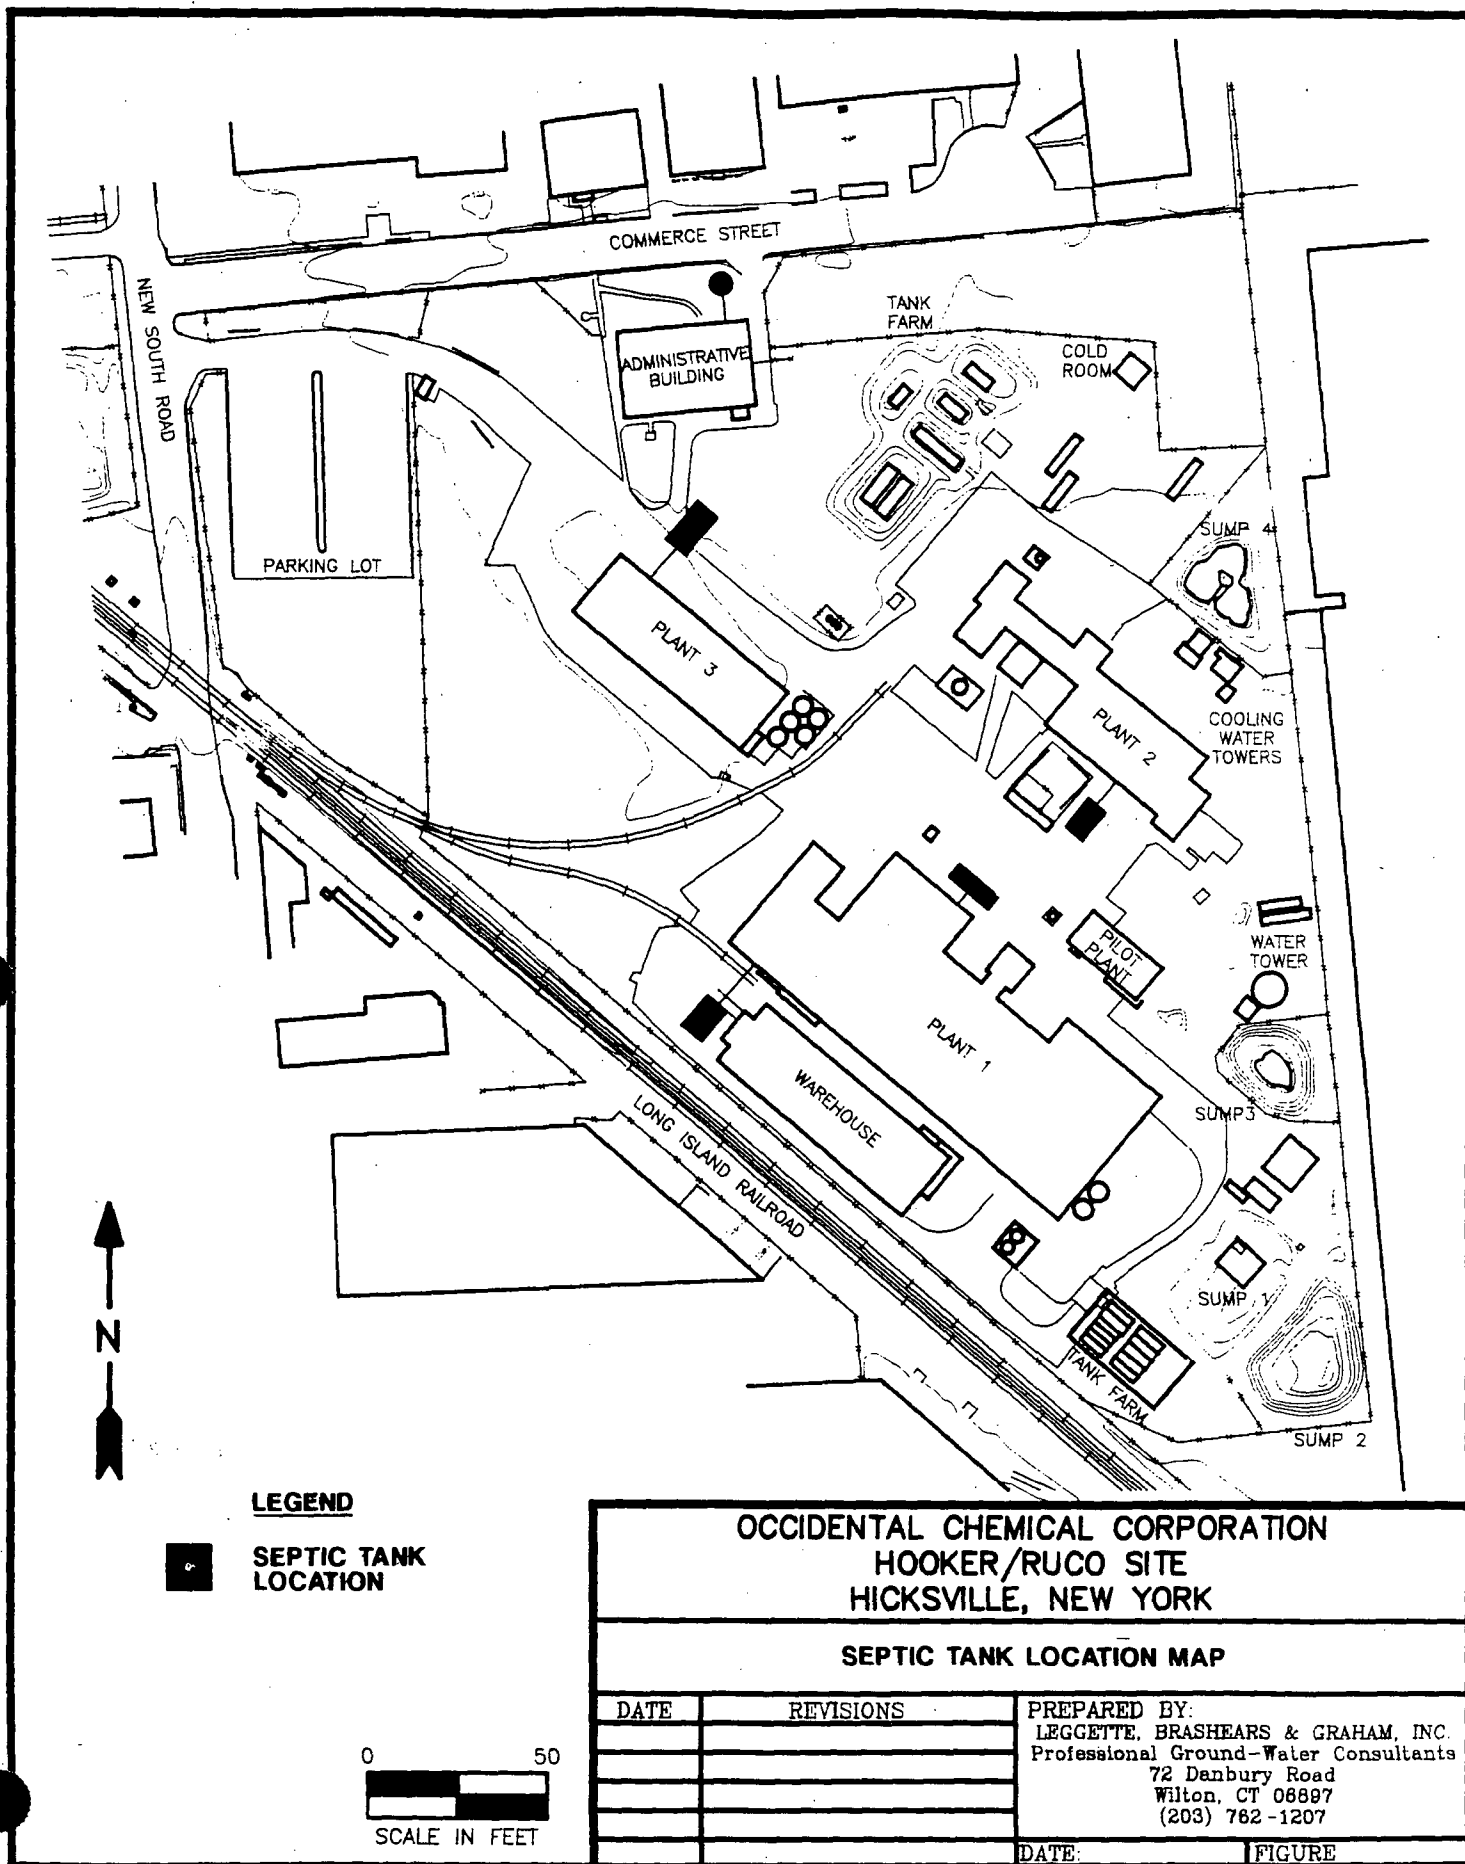 COMMERCE STREET
NEW SOUTH ROAD
TANK
FARM
COLD
ROOM
ADMINISTRATIVE
BUILDING
SUMP 4
PARKING LOT
PLANT 3
PLANT 2
COOLING
WATER
TOWERS
PILOT
PLANT
WATER
TOWER
PLANT 1
WAREHOUSE
SUMP3
LONG ISLAND RAILROAD
SUMP 1
TANK FARM
SUMP 2
N
LEGEND
SEPTIC TANK
LOCATION
0 50
SCALE IN FEET
OCCIDENTAL CHEMICAL CORPORATION
HOOKER/RUCO SITE
HICKSVILLE, NEW YORK
SEPTIC TANK LOCATION MAP
DATE REVISIONS
PREPARED BY:
LEGGETTE, BRASHEARS & GRAHAM, INC.
Professional Ground-Water Consultants
72 Danbury Road
Wilton, CT 06897
(203) 762-1207
DATE: FIGURE